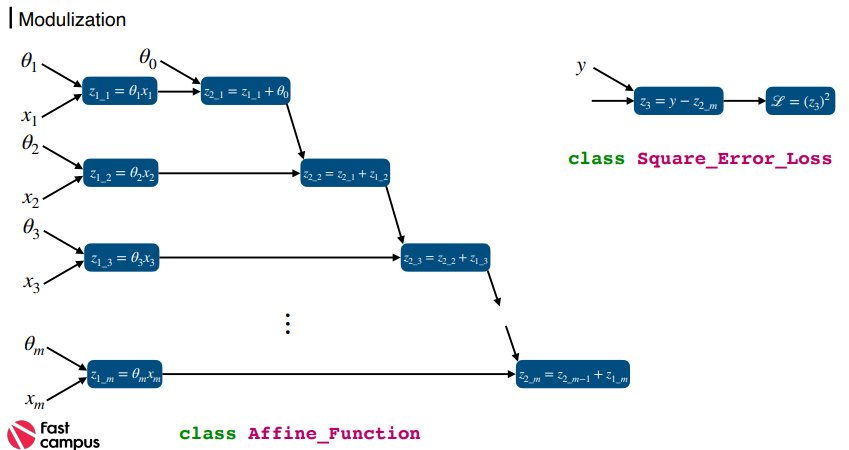 Modulization
θ₁
θ₀
z₁_₁ = θ₁x₁
z₂_₁ = z₁_₁ + θ₀
x₁
y
z₃ = y − z₂_ₘ
ℒ = (z₃)²
class Square_Error_Loss
θ₂
z₁_₂ = θ₂x₂
z₂_₂ = z₂_₁ + z₁_₂
x₂
θ₃
z₁_₃ = θ₃x₃
z₂_₃ = z₂_₂ + z₁_₃
x₃
⋮
θₘ
z₁_ₘ = θₘxₘ
z₂_ₘ = z₂_ₘ₋₁ + z₁_ₘ
xₘ
fast
campus
class Affine_Function